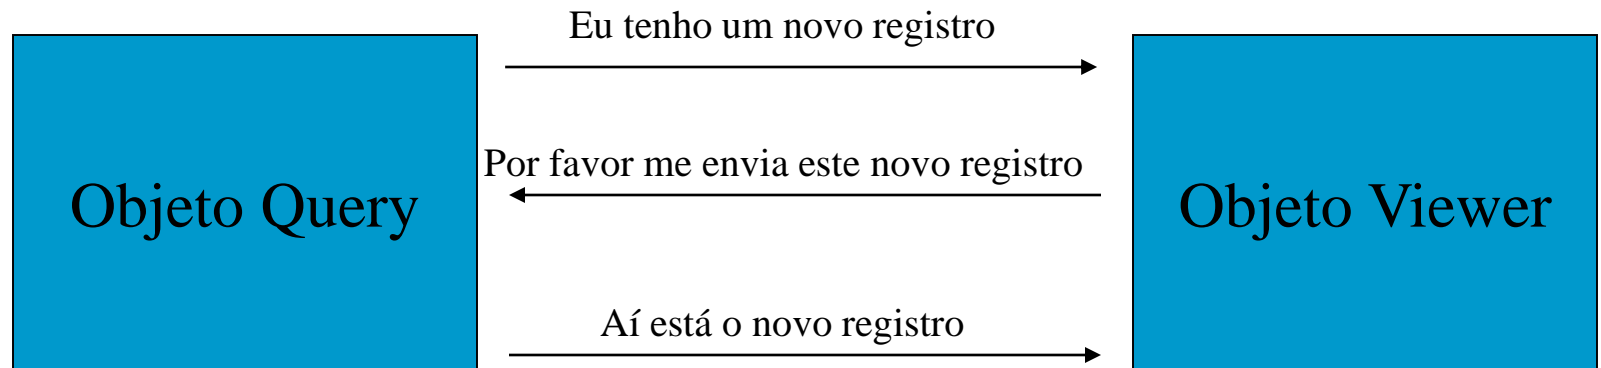 Eu tenho um novo registro
Por favor me envia este novo registro
Objeto Query
Objeto Viewer
Aí está o novo registro